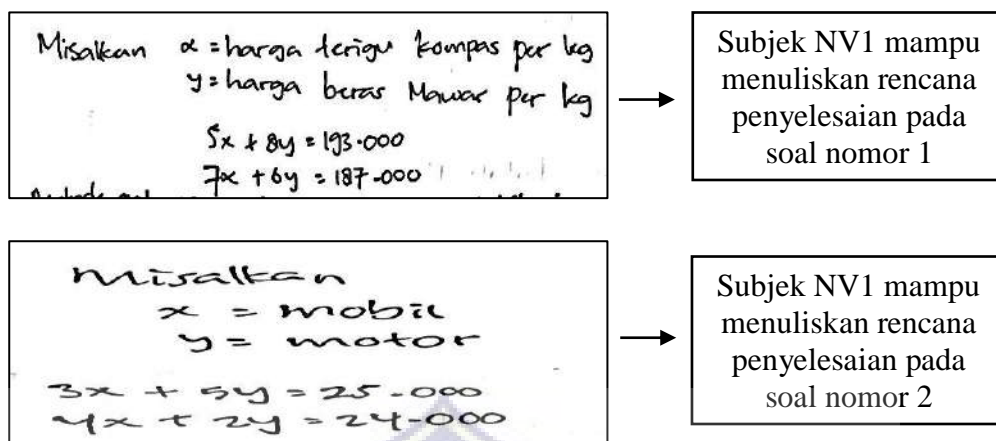 Misalkan x = harga terigu kompas per kg
y = harga beras Mawar per kg
5x + 8y = 193.000
7x + 6y = 187.000
Subjek NV1 mampu
menuliskan rencana
penyelesaian pada
soal nomor 1
Misalkan
x = mobil
y = motor
3x + 5y = 25.000
4x + 2y = 24.000
Subjek NV1 mampu
menuliskan rencana
penyelesaian pada
soal nomor 2